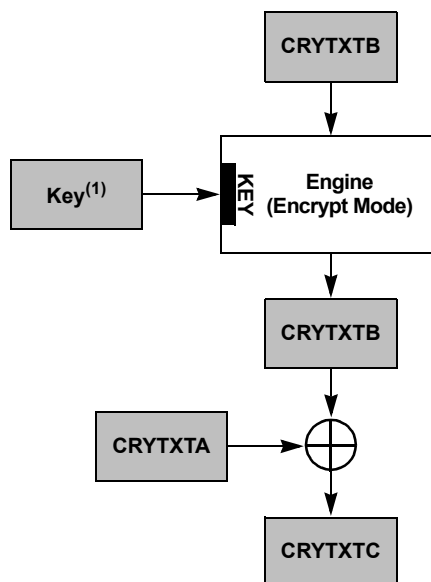 CRYTXTB
Key(1)
KEY
Engine
(Encrypt Mode)
CRYTXTB
CRYTXTA
CRYTXTC